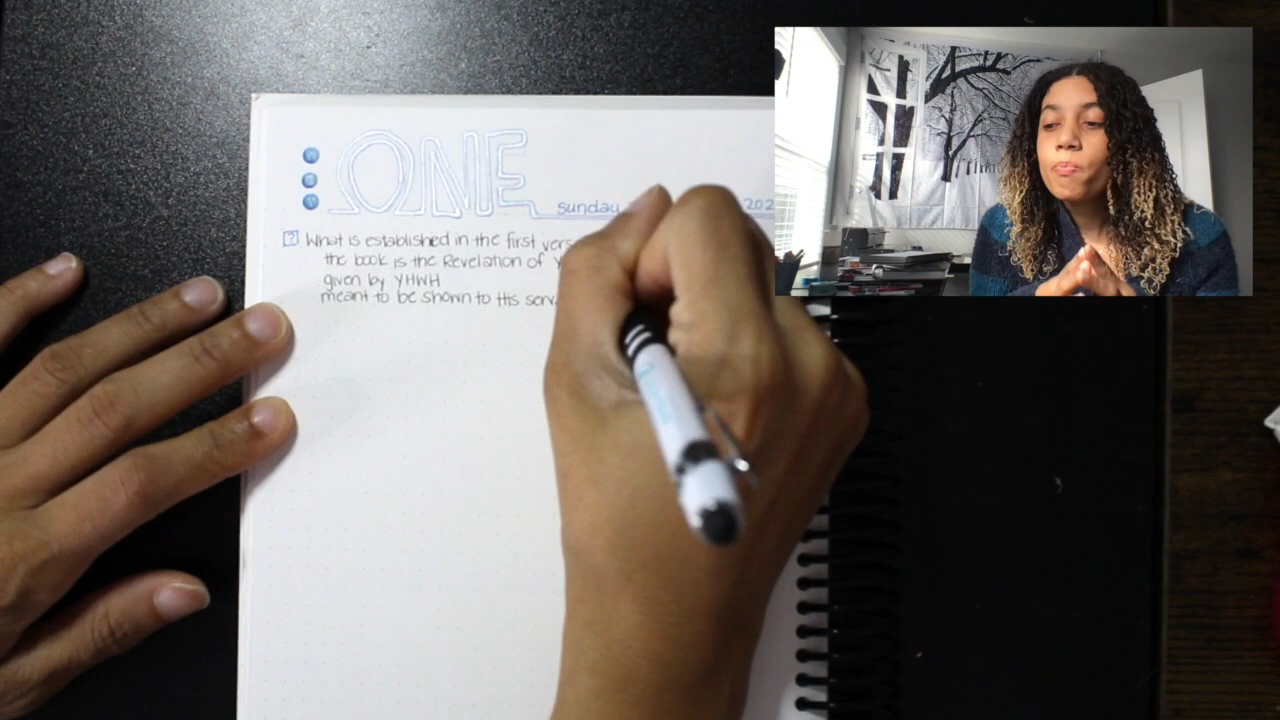 ONE
sunday 202
? What is established in the first vers
the book is the Revelation of Y
given by YHWH
meant to be shown to His serv